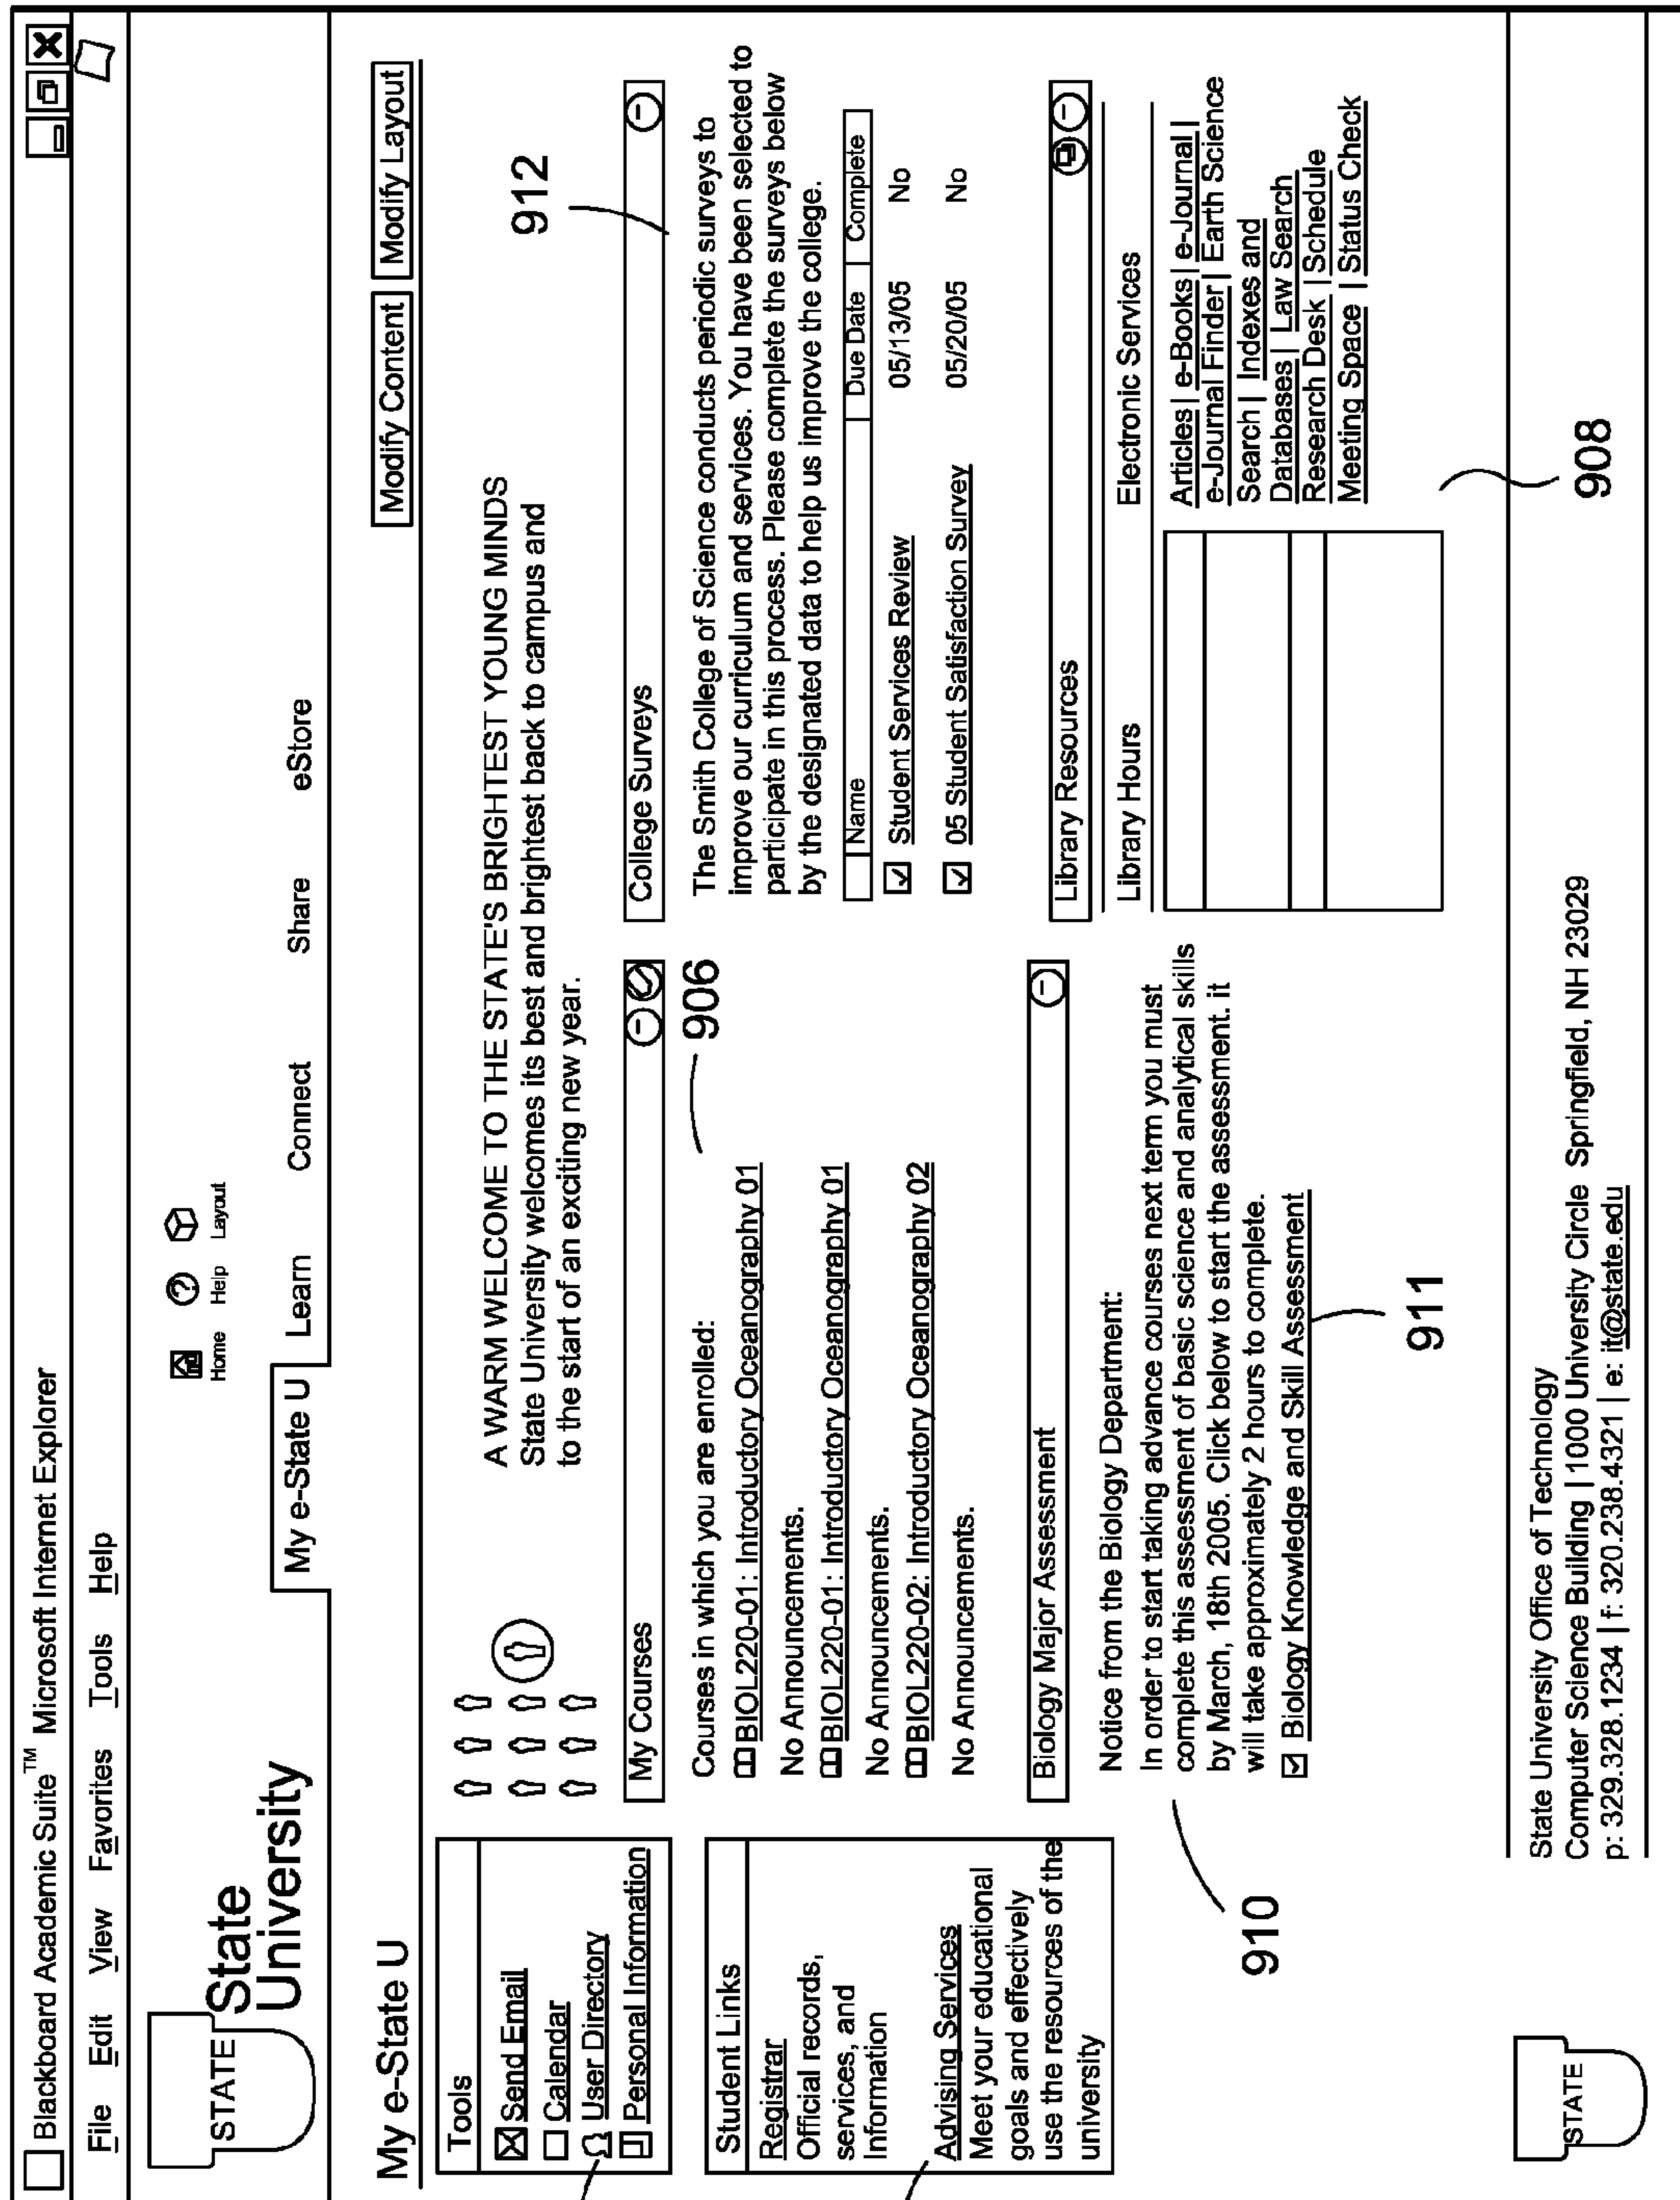 Blackboard Academic Suite™ Microsoft Internet Explorer
File Edit View Favorites Tools Help
STATE
State
University
Home Help Layout
My e-State U Learn Connect Share eStore
My e-State U
Modify Content Modify Layout
Tools
Send Email
Calendar
User Directory
Personal Information
Student Links
Registrar
Official records,
services, and
Information
Advising Services
Meet your educational
goals and effectively
use the resources of the
university
A WARM WELCOME TO THE STATE'S BRIGHTEST YOUNG MINDS
State University welcomes its best and brightest back to campus and
to the start of an exciting new year.
My Courses
906
Courses in which you are enrolled:
BIOL220-01: Introductory Oceanography 01
No Announcements.
BIOL220-01: Introductory Oceanography 01
No Announcements.
BIOL220-02: Introductory Oceanography 02
No Announcements.
Biology Major Assessment
Notice from the Biology Department:
In order to start taking advance courses next term you must
complete this assessment of basic science and analytical skills
by March, 18th 2005. Click below to start the assessment. it
will take approximately 2 hours to complete.
Biology Knowledge and Skill Assessment
910
911
912
College Surveys
The Smith College of Science conducts periodic surveys to
improve our curriculum and services. You have been selected to
participate in this process. Please complete the surveys below
by the designated data to help us improve the college.
Name Due Date Complete
Student Services Review 05/13/05 No
05 Student Satisfaction Survey 05/20/05 No
Library Resources
Library Hours Electronic Services
Articles| e-Books| e-Journal |
e-Journal Finder | Earth Science
Search | Indexes and
Databases | Law Search
Research Desk | Schedule
Meeting Space | Status Check
908
STATE
State University Office of Technology
Computer Science Building | 1000 University Circle Springfield, NH 23029
p: 329.328.1234 | f: 320.238.4321 | e: it@state.edu